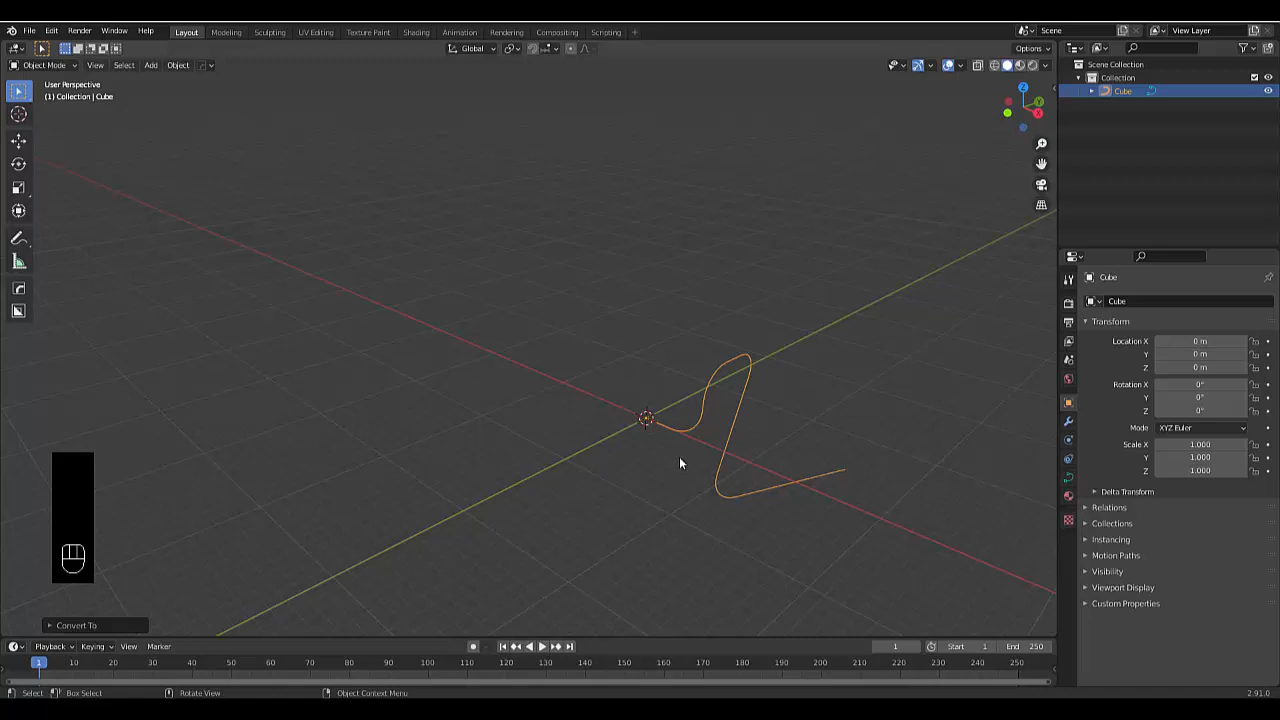 File Edit Render Window Help Layout Modeling Sculpting UV Editing Texture Paint Shading Animation Rendering Compositing Scripting + Scene View Layer
Global Options
Object Mode View Select Add Object
User Perspective
(1) Collection | Cube
Z
Y
X
Scene Collection
Collection
Cube
Cube
Cube
Transform
Location X 0 m
Y 0 m
Z 0 m
Rotation X 0°
Y 0°
Z 0°
Mode XYZ Euler
Scale X 1.000
Y 1.000
Z 1.000
Delta Transform
Relations
Collections
Instancing
Motion Paths
Visibility
Viewport Display
Custom Properties
Convert To
Playback Keying View Marker 1 Start 1 End 250
1 10 20 30 40 50 60 70 80 90 100 110 120 130 140 150 160 170 180 190 200 210 220 230 240 250
Select Box Select Rotate View Object Context Menu 2.91.0